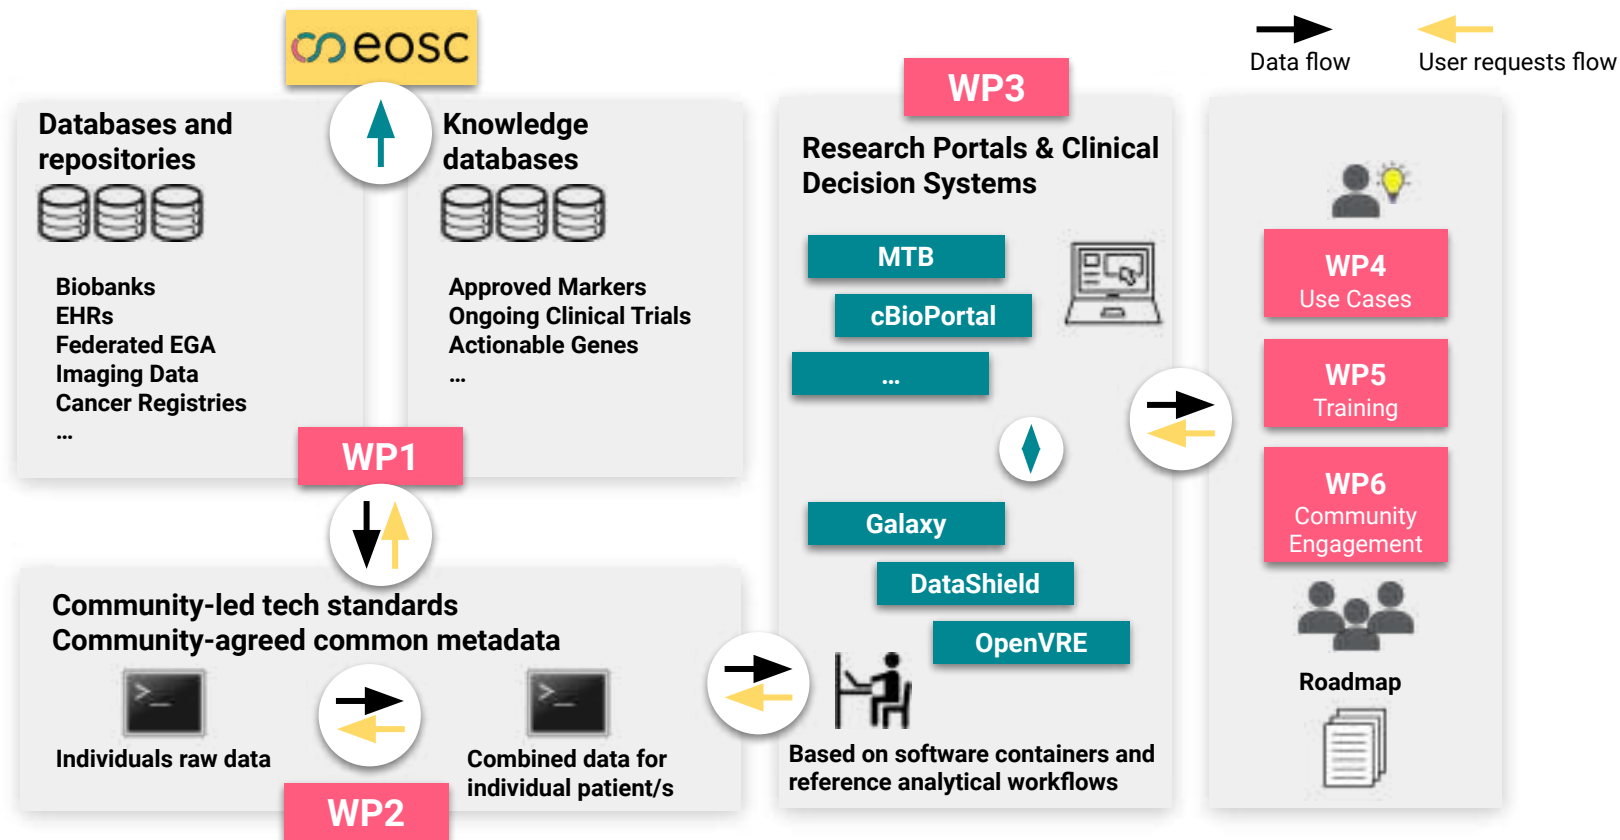 eosc
Data flow
User requests flow
Databases and
repositories
Biobanks
EHRs
Federated EGA
Imaging Data
Cancer Registries
...
Knowledge
databases
Approved Markers
Ongoing Clinical Trials
Actionable Genes
...
WP1
Community-led tech standards
Community-agreed common metadata
>_
Individuals raw data
>_
Combined data for
individual patient/s
WP2
WP3
Research Portals & Clinical
Decision Systems
MTB
cBioPortal
...
Galaxy
DataShield
OpenVRE
Based on software containers and
reference analytical workflows
WP4
Use Cases
WP5
Training
WP6
Community
Engagement
Roadmap